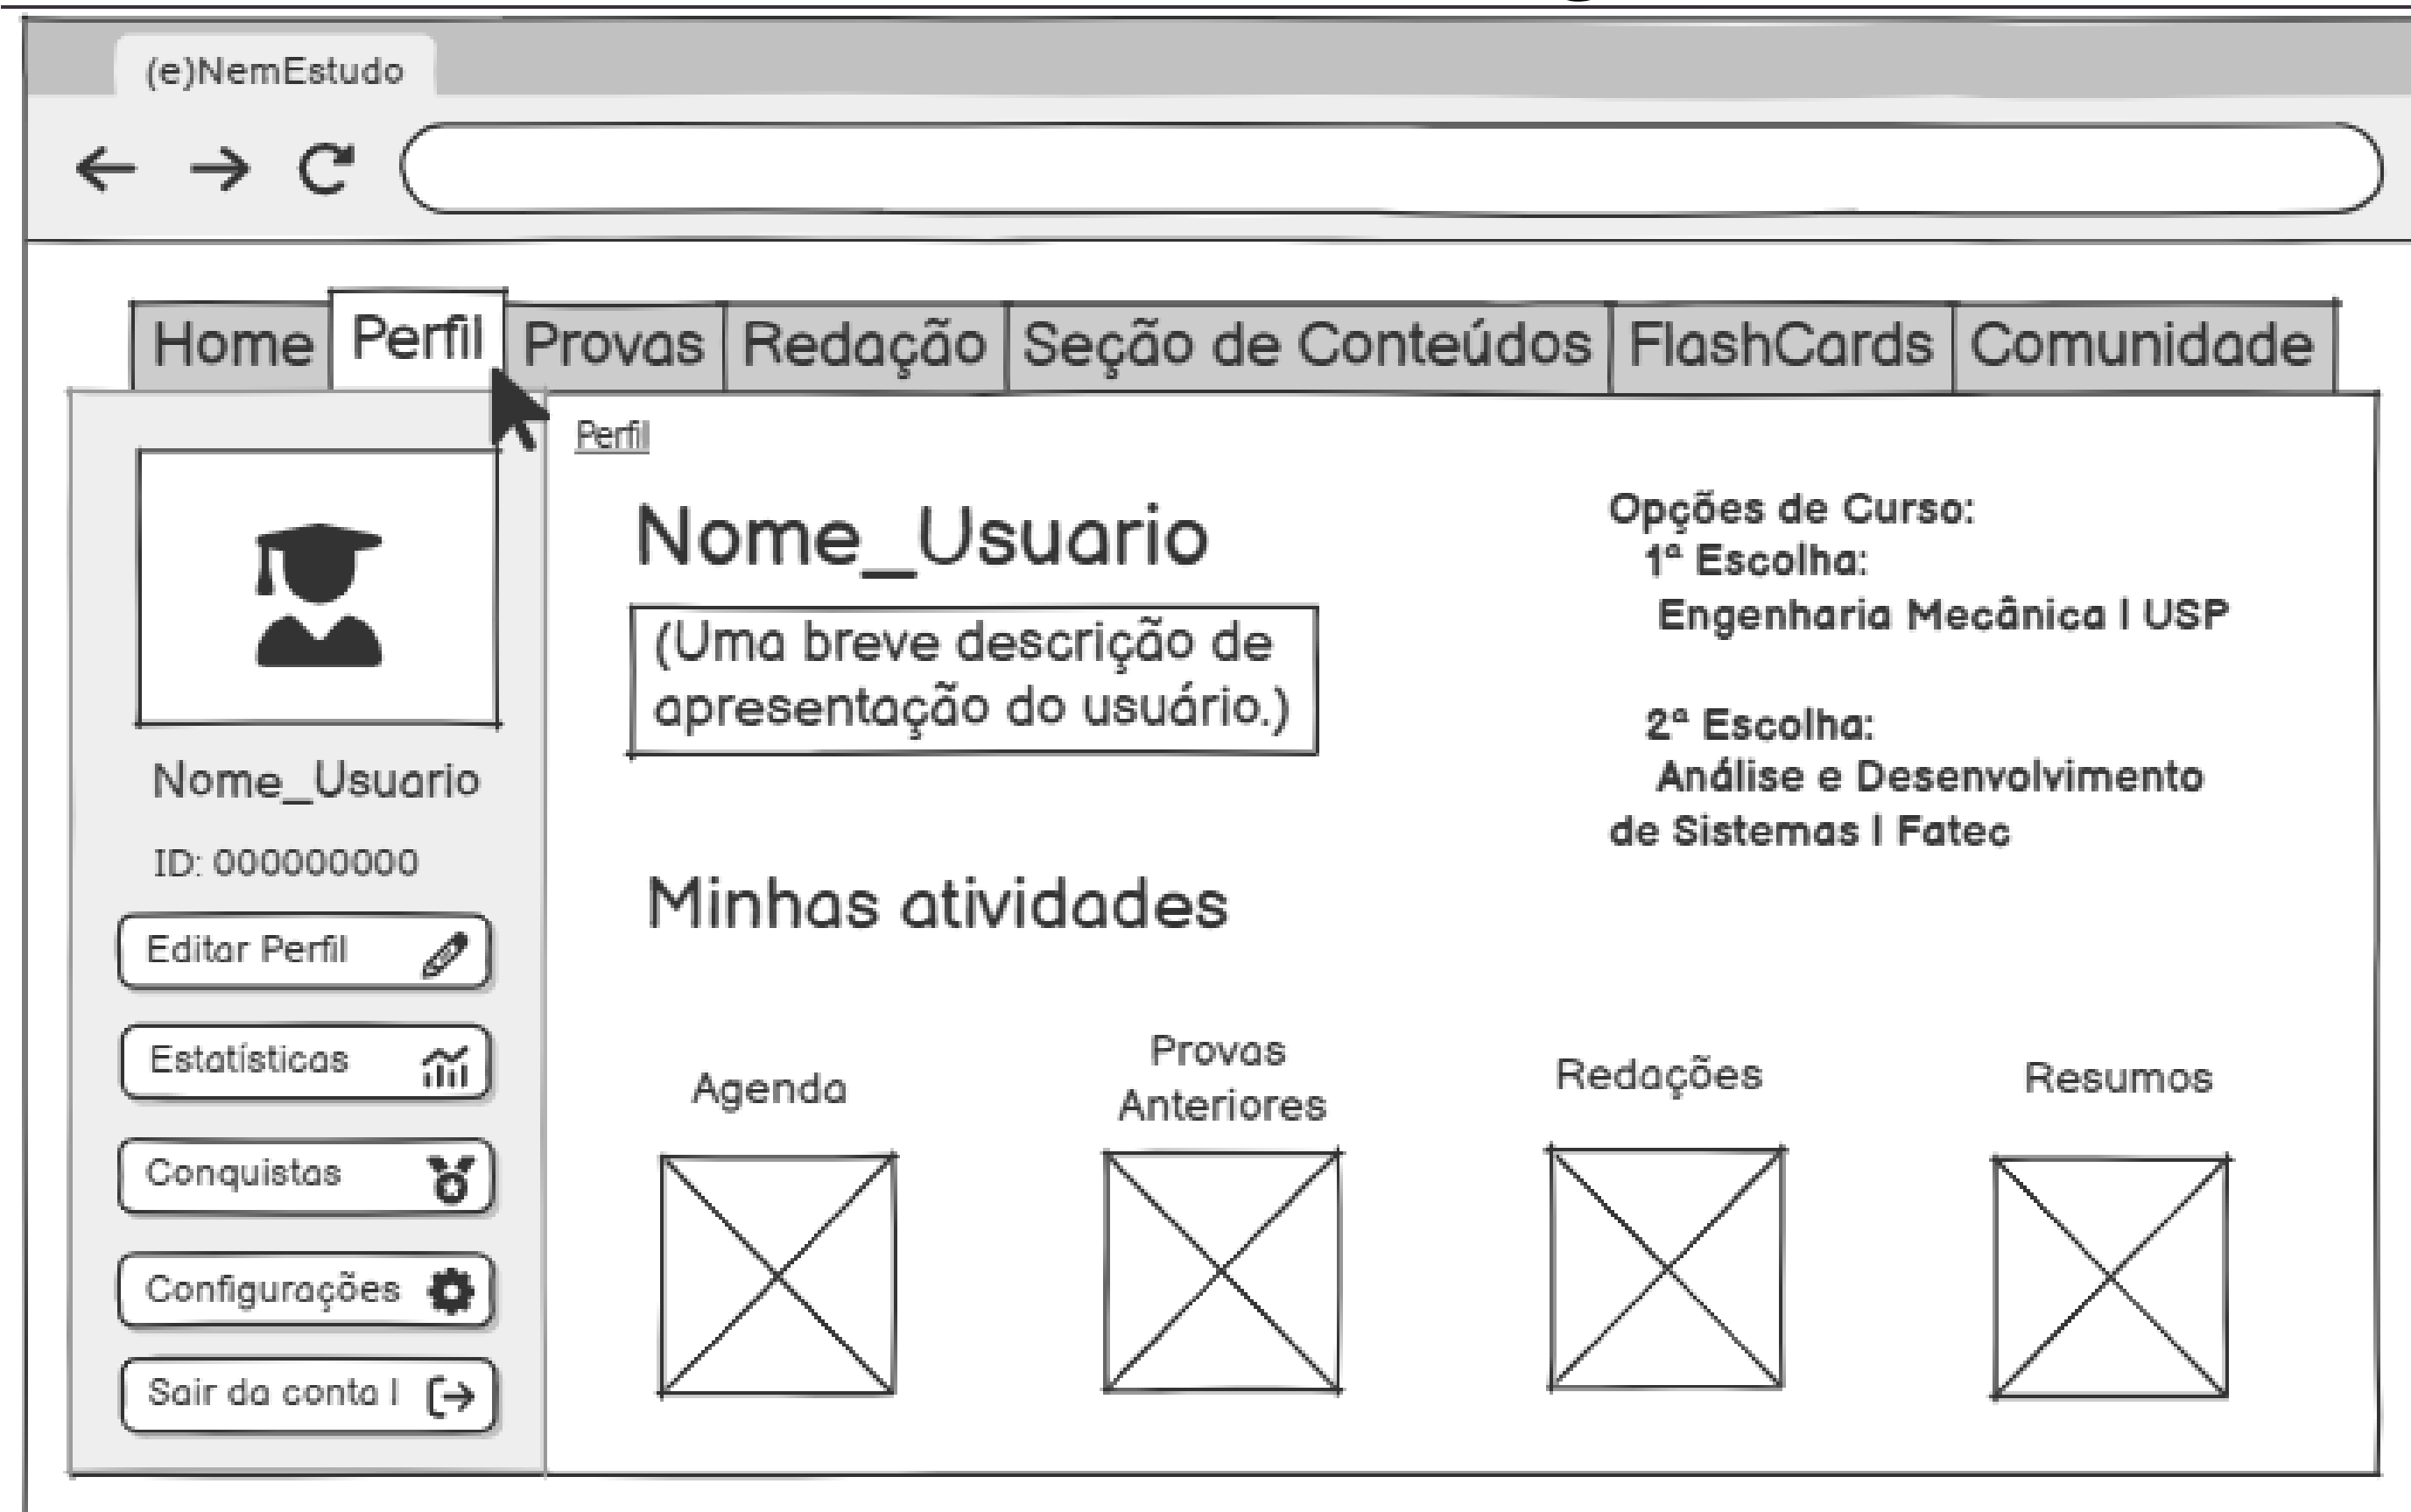 (e)NemEstudo
Home Perfil Provas Redação Seção de Conteúdos FlashCards Comunidade
Perfil
Nome_Usuario
ID: 000000000
Editar Perfil
Estatísticas
Conquistas
Configurações
Sair da conta |
Nome_Usuario
(Uma breve descrição de
apresentação do usuário.)
Opções de Curso:
1ª Escolha:
Engenharia Mecânica | USP
2ª Escolha:
Análise e Desenvolvimento
de Sistemas | Fatec
Minhas atividades
Agenda
Provas
Anteriores
Redações
Resumos